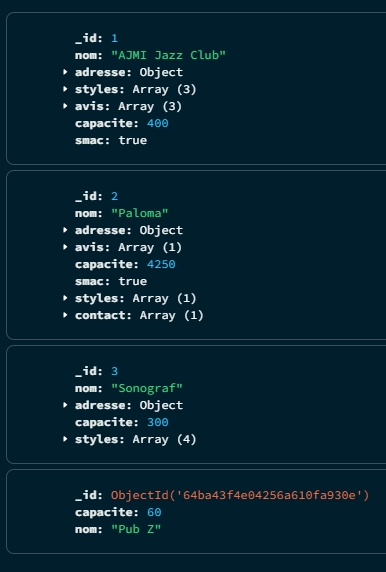 _id: 1
nom: "AJMI Jazz Club"
adresse: Object
styles: Array (3)
avis: Array (3)
capacite: 400
smac: true
_id: 2
nom: "Paloma"
adresse: Object
avis: Array (1)
capacite: 4250
smac: true
styles: Array (1)
contact: Array (1)
_id: 3
nom: "Sonograf"
adresse: Object
capacite: 300
styles: Array (4)
_id: ObjectId('64ba43f4e04256a610fa930e')
capacite: 60
nom: "Pub Z"